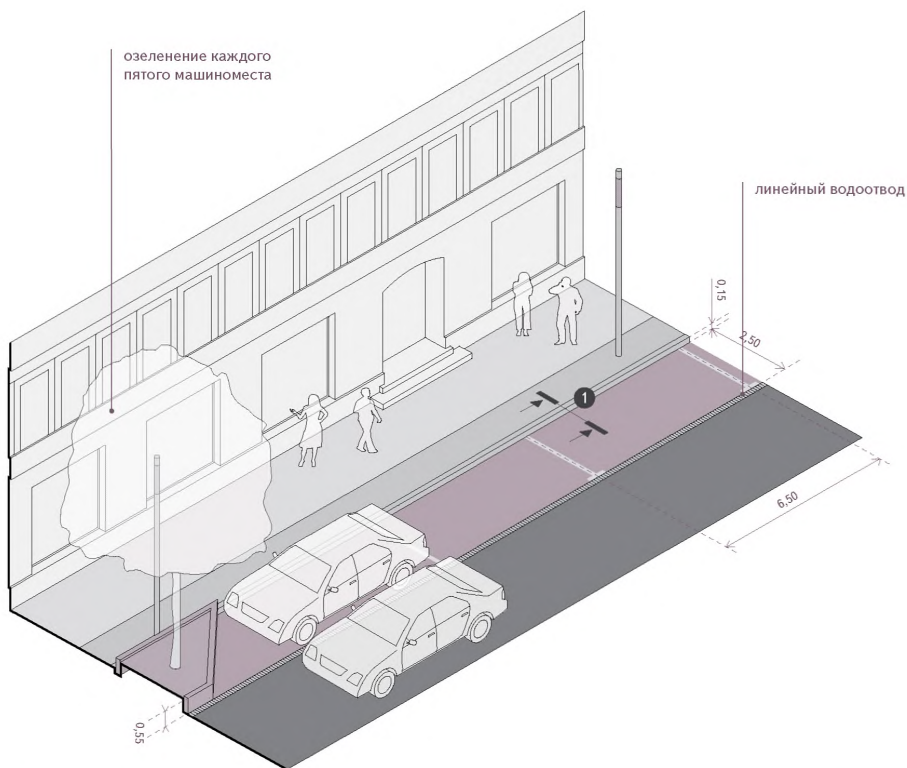 озеленение каждого
пятого машиноместа
линейный водоотвод
0,15
2,50
1
6,50
0,55